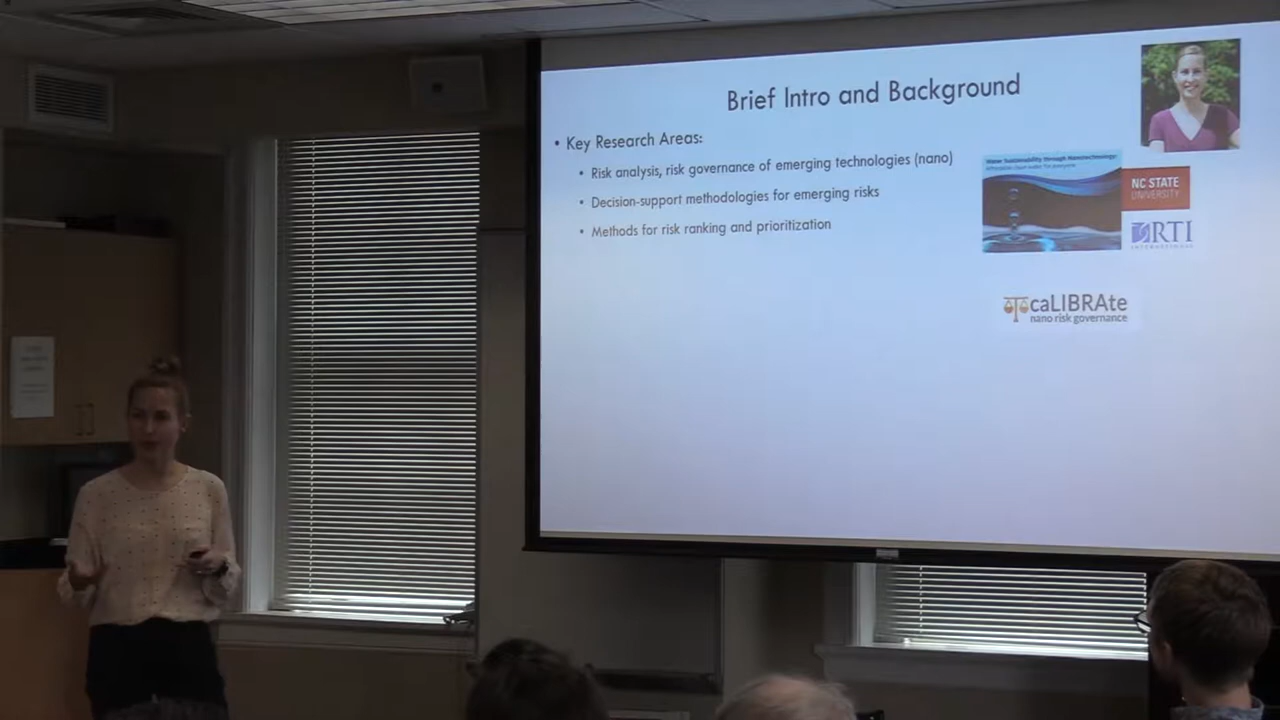 Brief Intro and Background
• Key Research Areas:
• Risk analysis, risk governance of emerging technologies (nano)
• Decision-support methodologies for emerging risks
• Methods for risk ranking and prioritization
Water Sustainability through Nanotechnology:
NC STATE
UNIVERSITY
RTI
INTERNATIONAL
caLIBRAte
nano risk governance